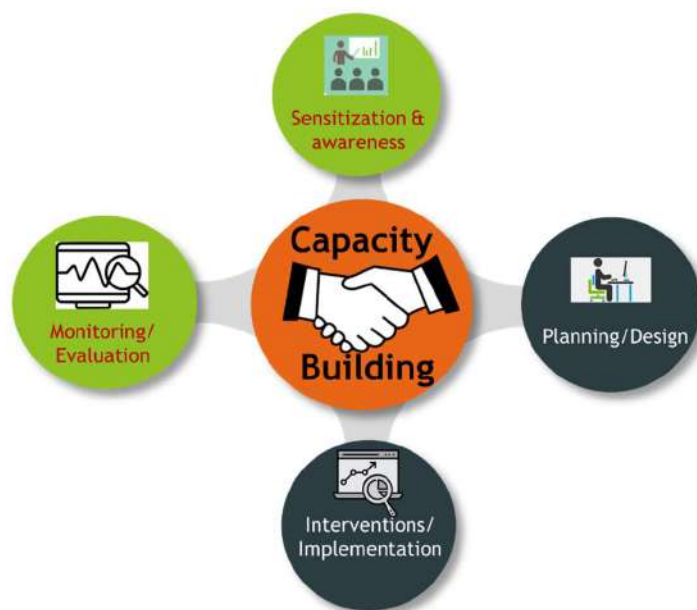 Sensitization &
awareness
Capacity
Building
Monitoring/
Evaluation
Planning/Design
Interventions/
Implementation